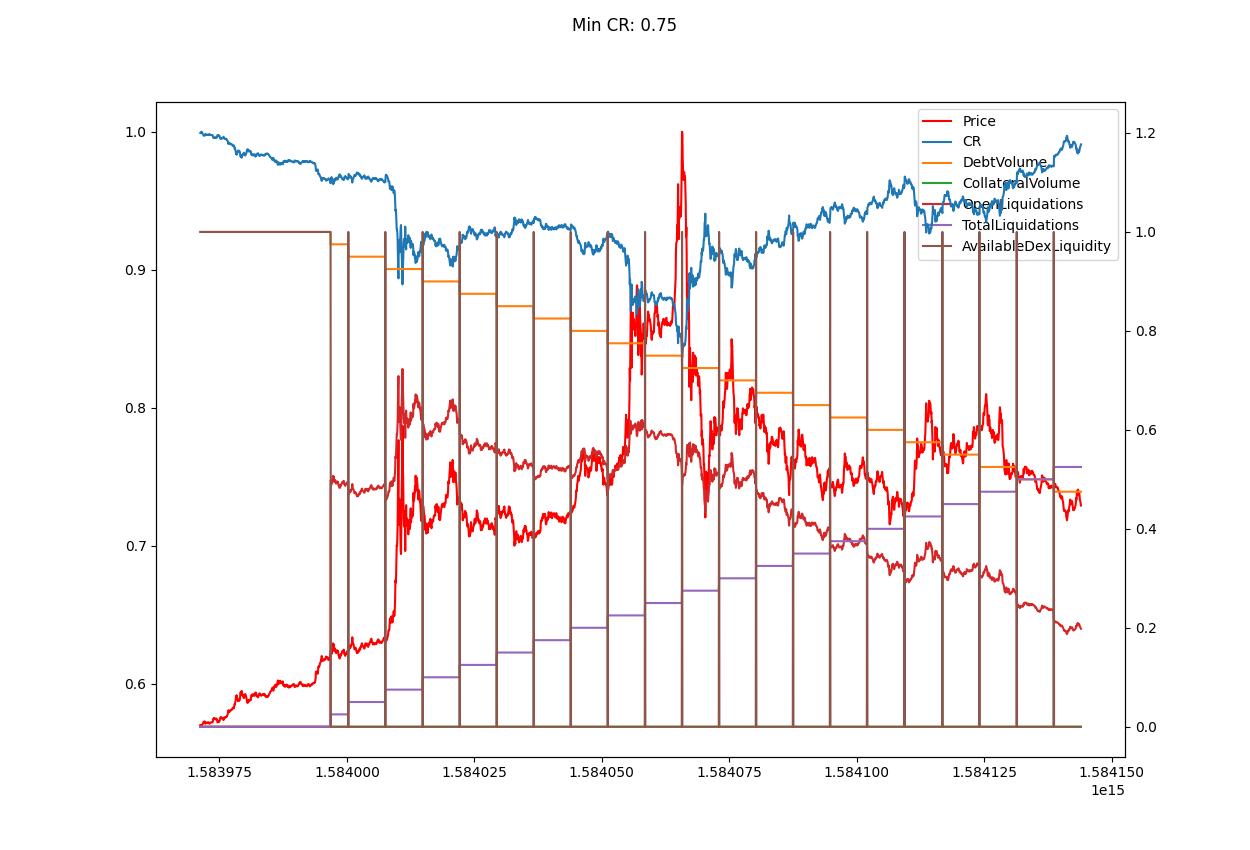 Min CR: 0.75
1.0
0.9
0.8
0.7
0.6
1.2
1.0
0.8
0.6
0.4
0.2
0.0
Price
CR
DebtVolume
CollateralVolume
OpenLiquidations
TotalLiquidations
AvailableDexLiquidity
1.583975 1.584000 1.584025 1.584050 1.584075 1.584100 1.584125 1.584150
1e15